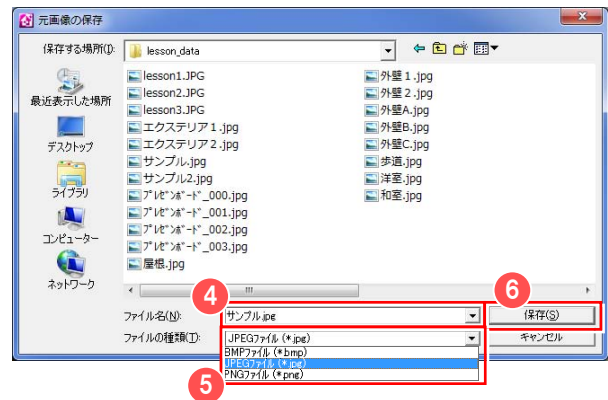 元画像の保存
保存する場所(I):
lesson_data
最近表示した場所
デスクトップ
ライブラリ
コンピューター
ネットワーク
lesson1.JPG
lesson2.JPG
lesson3.JPG
エクステリア1.jpg
エクステリア2.jpg
サンプル.jpg
サンプル2.jpg
プレゼンボード_000.jpg
プレゼンボード_001.jpg
プレゼンボード_002.jpg
プレゼンボード_003.jpg
屋根.jpg
外壁1.jpg
外壁2.jpg
外壁A.jpg
外壁B.jpg
外壁C.jpg
歩道.jpg
洋室.jpg
和室.jpg
4
6
ファイル名(N):
サンプル.jpg
保存(S)
ファイルの種類(T):
JPEGファイル (*.jpg)
キャンセル
BMPファイル (*.bmp)
JPEGファイル (*.jpg)
PNGファイル (*.png)
5